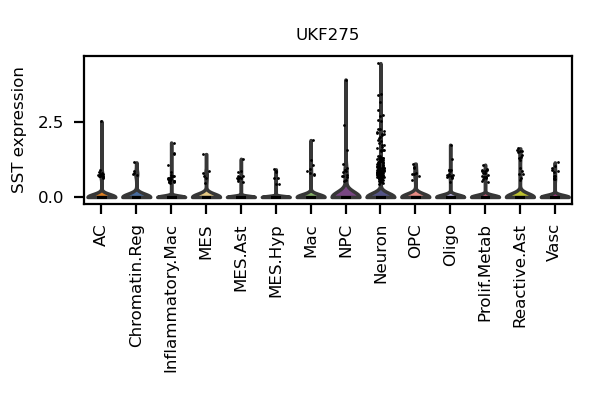 UKF275
SST expression
2.5
0.0
AC
Chromatin.Reg
Inflammatory.Mac
MES
MES.Ast
MES.Hyp
Mac
NPC
Neuron
OPC
Oligo
Prolif.Metab
Reactive.Ast
Vasc